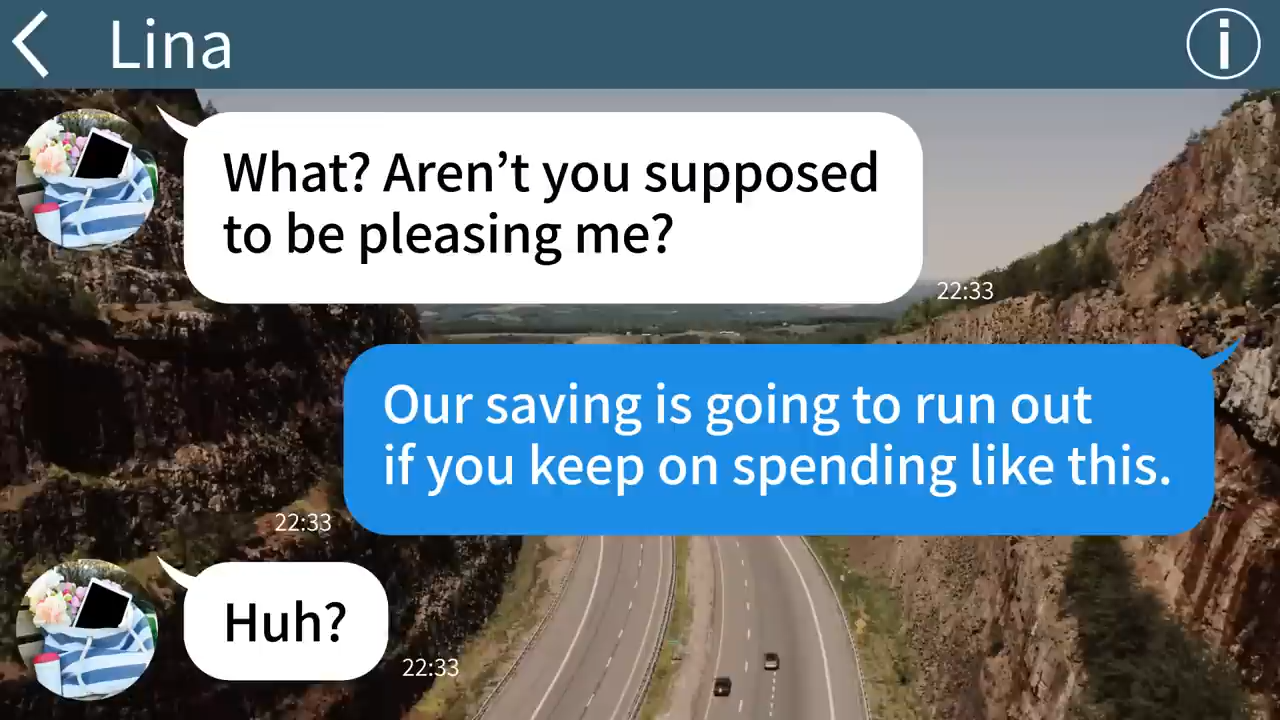 Lina
What? Aren’t you supposed
to be pleasing me?
22:33
Our saving is going to run out
if you keep on spending like this.
22:33
Huh?
22:33